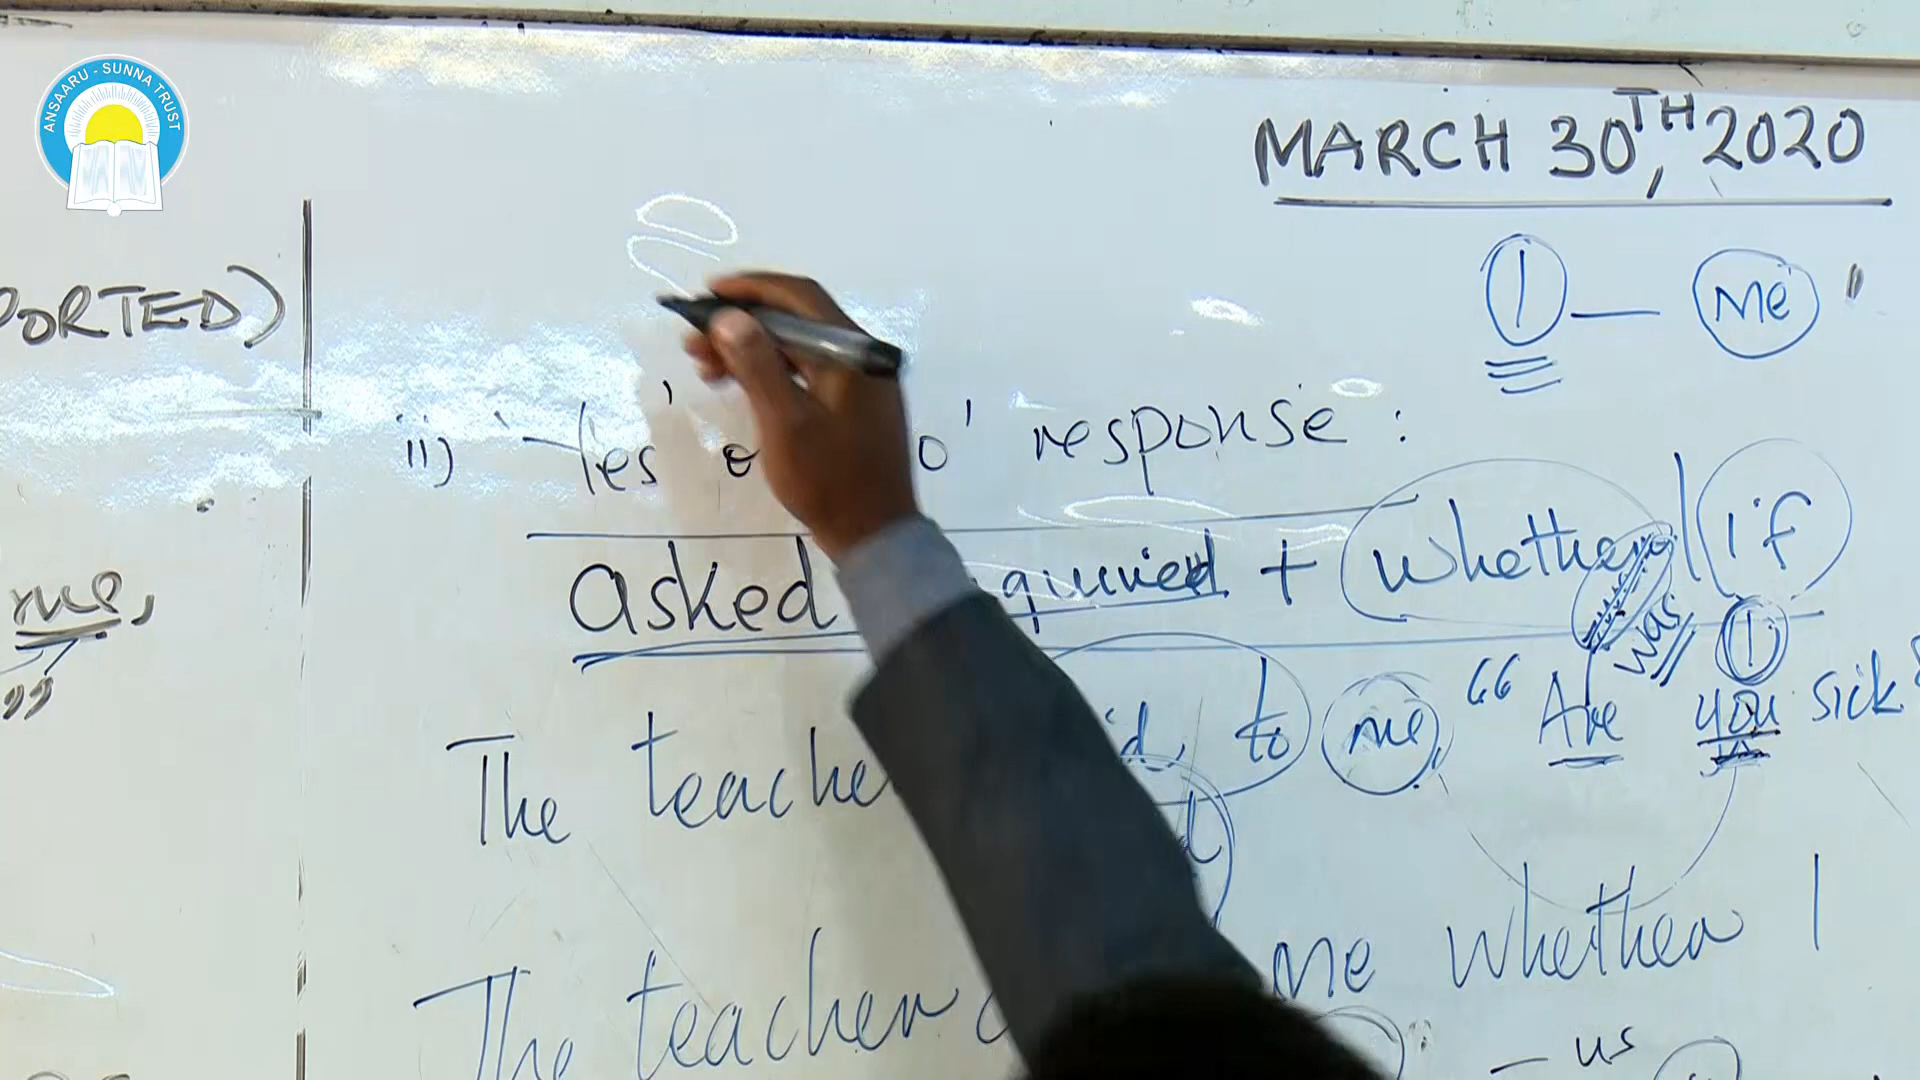 ANSAARU - SUNNA TRUST
MARCH 30TH, 2020
PORTED)
I — Me
ii) 'Yes' o' response:
asked quired + whether / if
was I
me,
The teache to me, “ Are you sick
The teacher me whether I
- us